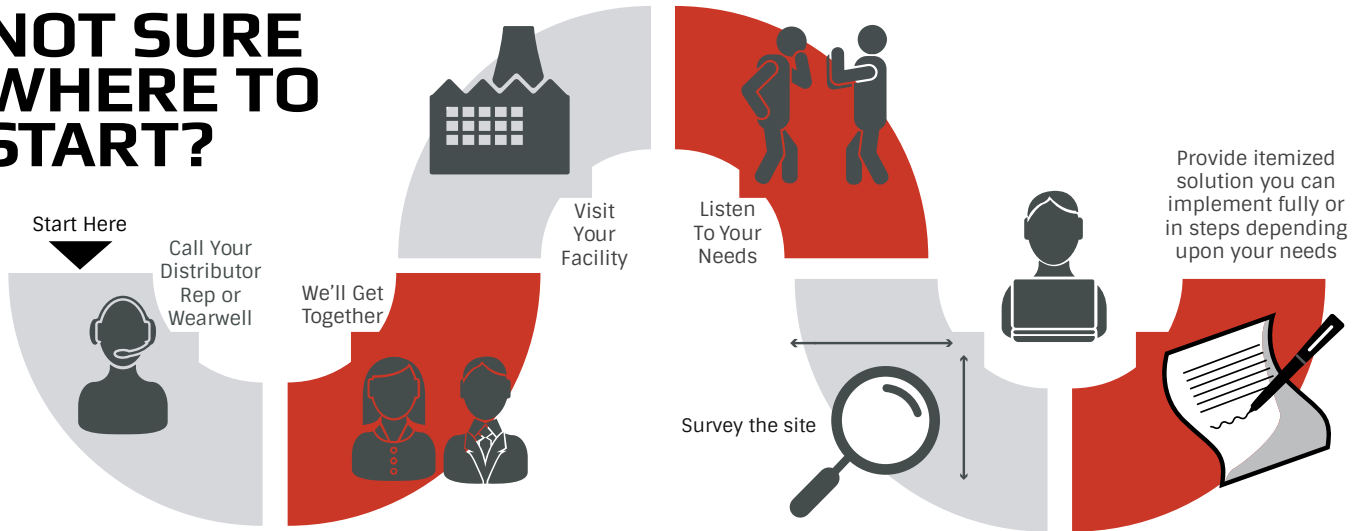 NOT SURE
WHERE TO
START?
Start Here
Call Your
Distributor
Rep or
Wearwell
We'll Get
Together
Visit
Your
Facility
Listen
To Your
Needs
Survey the site
Provide itemized
solution you can
implement fully or
in steps depending
upon your needs